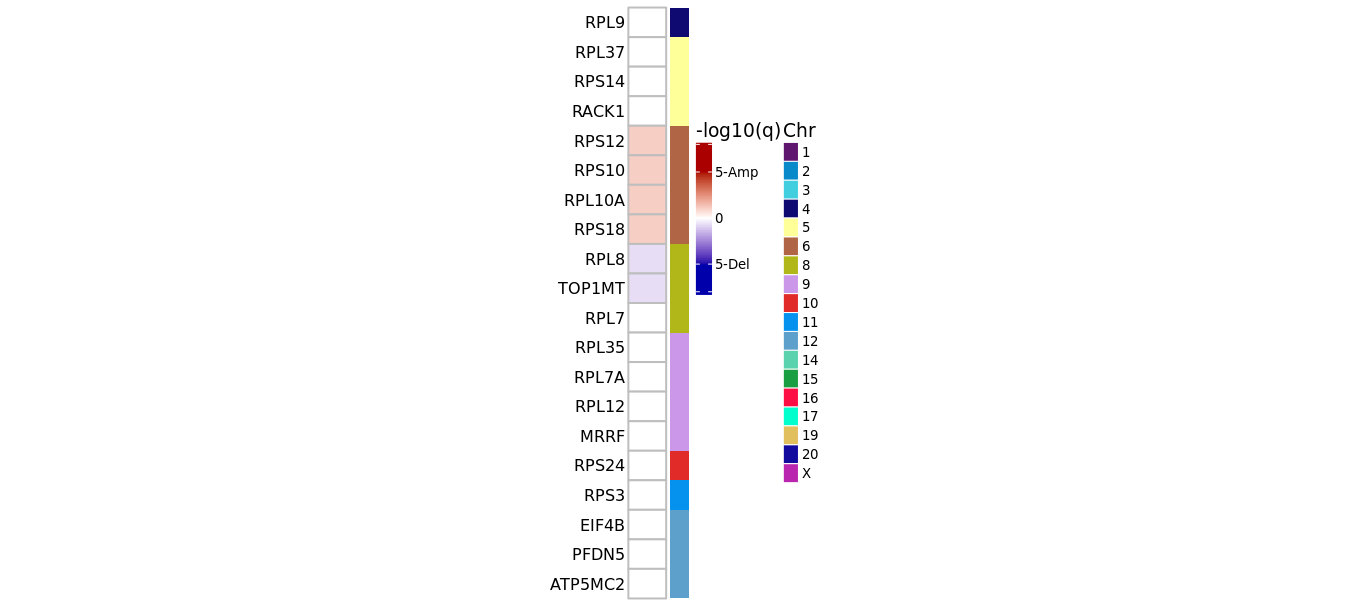 RPL9
RPL37
RPS14
RACK1
RPS12
RPS10
RPL10A
RPS18
RPL8
TOP1MT
RPL7
RPL35
RPL7A
RPL12
MRRF
RPS24
RPS3
EIF4B
PFDN5
ATP5MC2
-log10(q)
5-Amp
0
5-Del
Chr
1
2
3
4
5
6
8
9
10
11
12
14
15
16
17
19
20
X